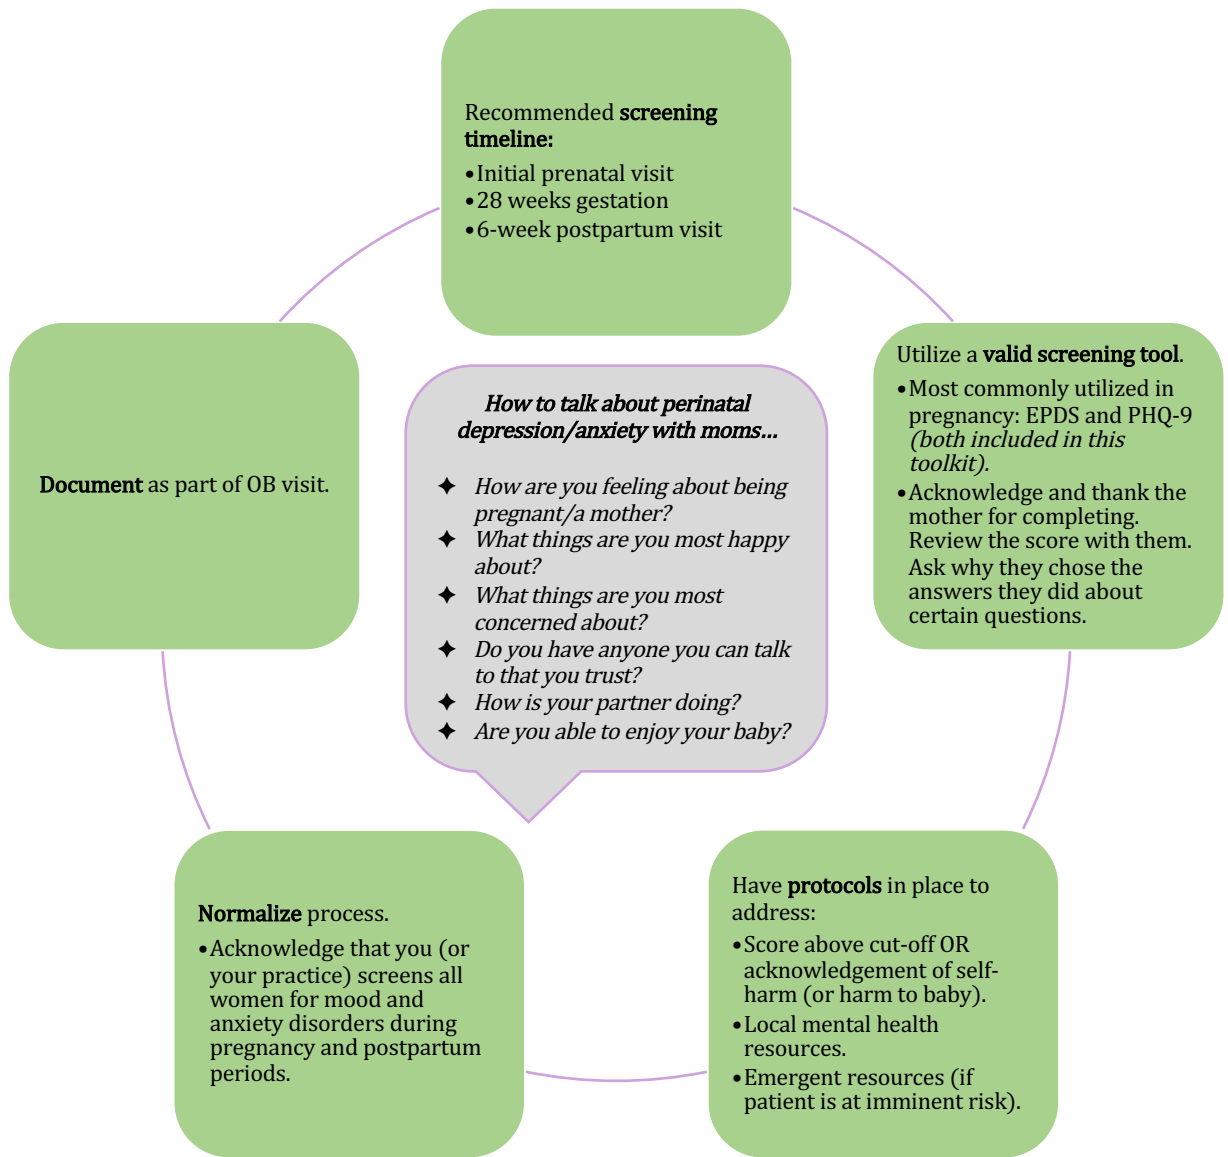 Recommended screening
timeline:
•Initial prenatal visit
•28 weeks gestation
•6-week postpartum visit
Utilize a valid screening tool.
•Most commonly utilized in
pregnancy: EPDS and PHQ-9
(both included in this
toolkit).
•Acknowledge and thank the
mother for completing.
Review the score with them.
Ask why they chose the
answers they did about
certain questions.
Have protocols in place to
address:
•Score above cut-off OR
acknowledgement of self-
harm (or harm to baby).
•Local mental health
resources.
•Emergent resources (if
patient is at imminent risk).
Normalize process.
•Acknowledge that you (or
your practice) screens all
women for mood and
anxiety disorders during
pregnancy and postpartum
periods.
Document as part of OB visit.
How to talk about perinatal
depression/anxiety with moms...
✦ How are you feeling about being
pregnant/a mother?
✦ What things are you most happy
about?
✦ What things are you most
concerned about?
✦ Do you have anyone you can talk
to that you trust?
✦ How is your partner doing?
✦ Are you able to enjoy your baby?